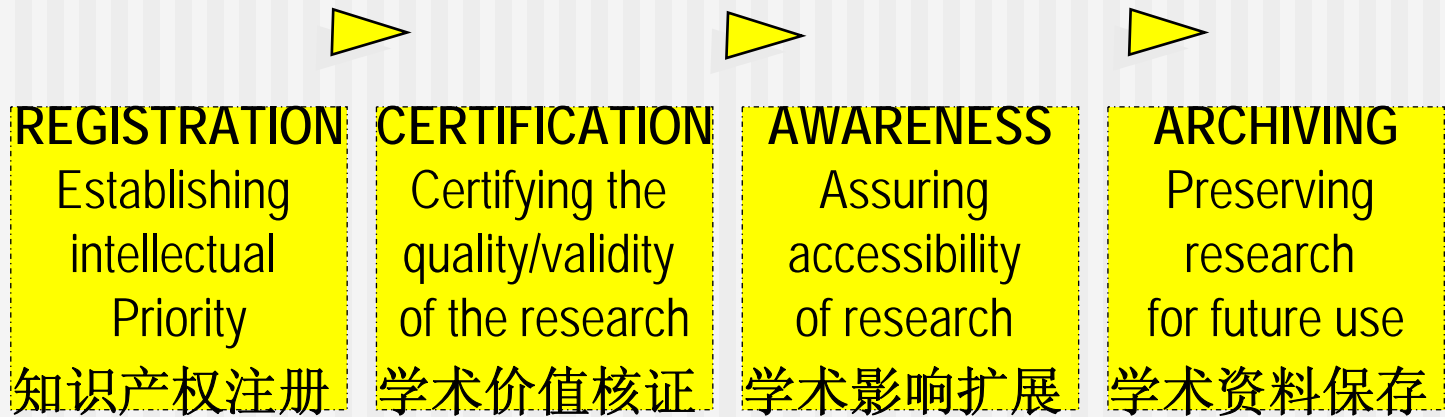 REGISTRATION
Establishing
intellectual
Priority
知识产权注册
CERTIFICATION
Certifying the
quality/validity
of the research
学术价值核证
AWARENESS
Assuring
accessibility
of research
学术影响扩展
ARCHIVING
Preserving
research
for future use
学术资料保存